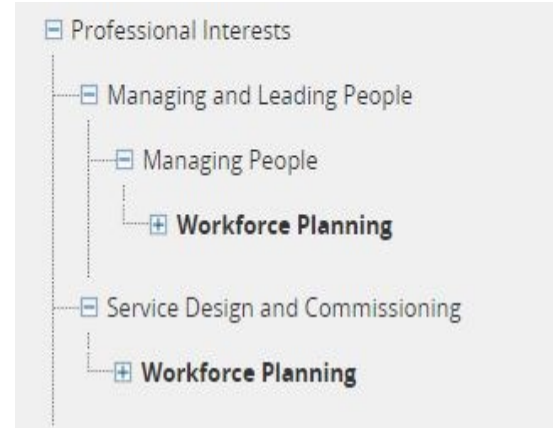 Professional Interests
Managing and Leading People
Managing People
Workforce Planning
Service Design and Commissioning
Workforce Planning